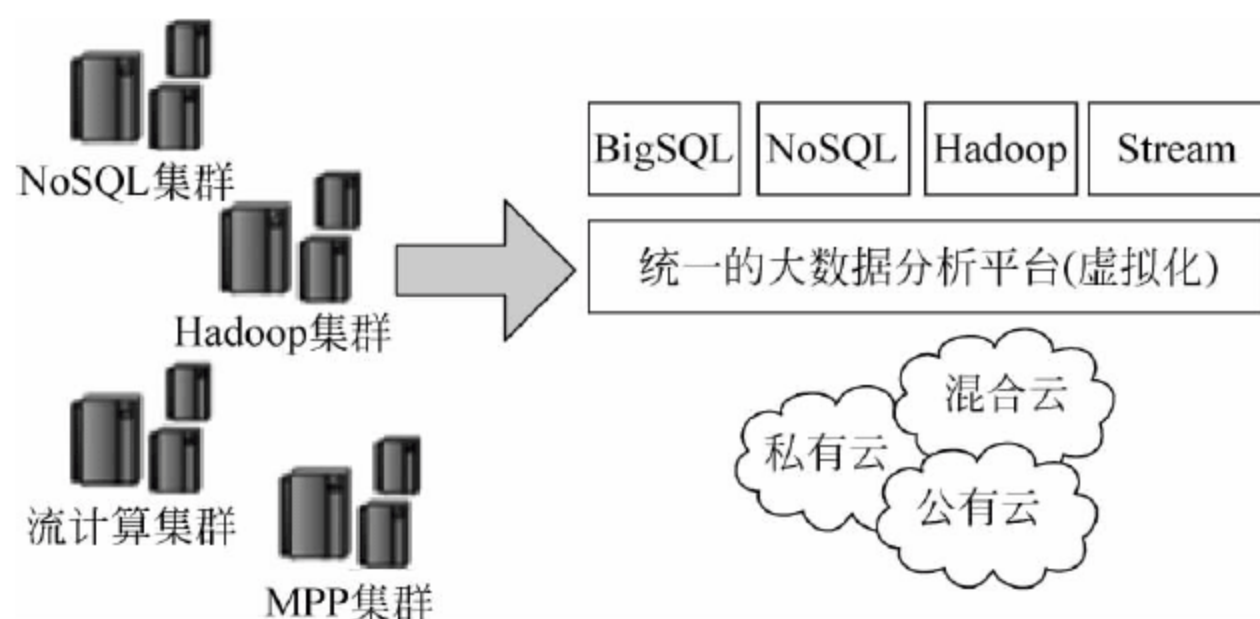 NoSQL集群
Hadoop集群
流计算集群
MPP集群
BigSQL
NoSQL
Hadoop
Stream
统一的大数据分析平台(虚拟化)
混合云
私有云
公有云